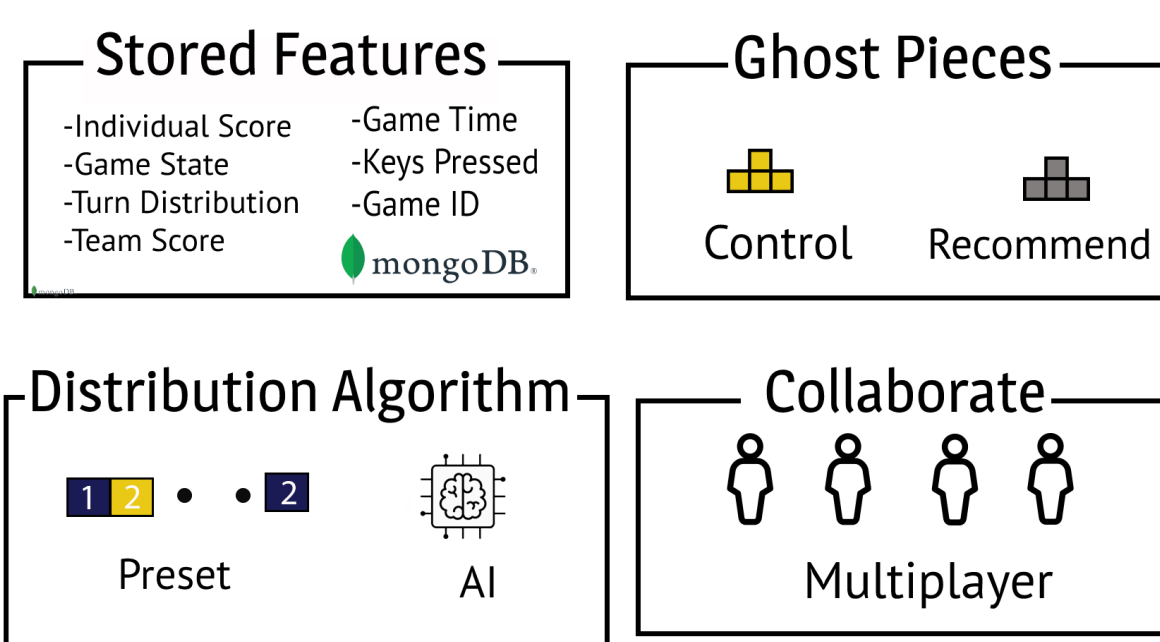 Stored Features
-Individual Score
-Game State
-Turn Distribution
-Team Score
-Game Time
-Keys Pressed
-Game ID
mongoDB®
mongoDB
Ghost Pieces
Control
Recommend
Distribution Algorithm
1 2 2
Preset
AI
Collaborate
Multiplayer